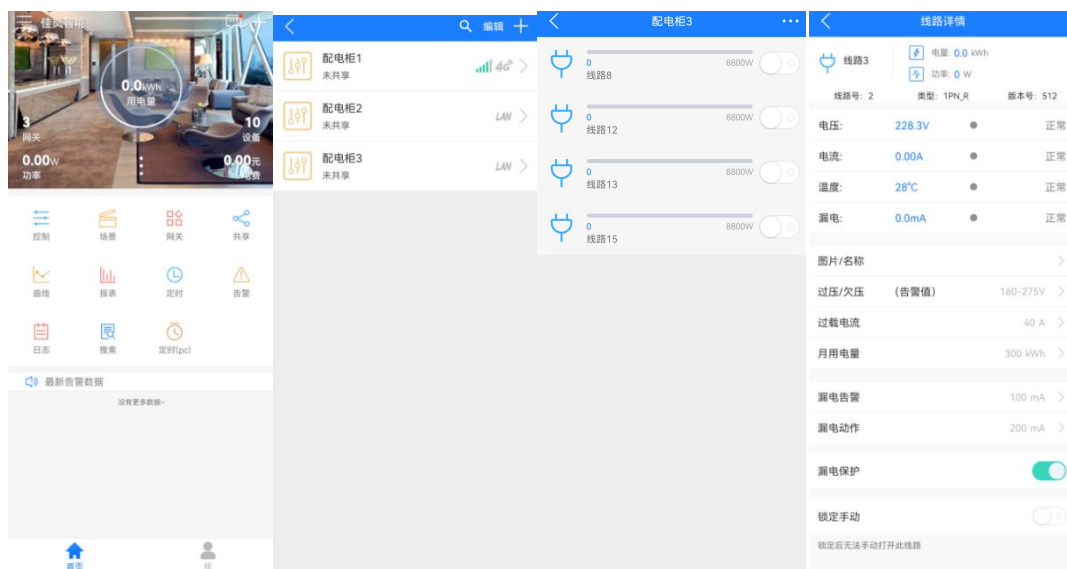 佳岚智能
0.0kWh
用电量
3
网关
10
设备
0.00W
功率
0.00元
电费
控制
场景
网关
共享
曲线
报表
定时
告警
日志
搜索
定时(pc)
最新告警数据
没有更多数据~
首页
编辑
配电柜1
未共享
4G
配电柜2
未共享
LAN
配电柜3
未共享
LAN
配电柜3
0
8800W
线路8
0
8800W
线路12
0
8800W
线路13
0
8800W
线路15
线路详情
线路3
电量: 0.0 kWh
功率: 0 W
线路号: 2 类型: 1PN_R 版本号: 512
电压: 228.3V 正常
电流: 0.00A 正常
温度: 28℃ 正常
漏电: 0.0mA 正常
图片/名称
过压/欠压 (告警值) 160-275V
过载电流 40 A
月用电量 300 kWh
漏电告警 100 mA
漏电动作 200 mA
漏电保护
锁定手动
锁定后无法手动打开此线路